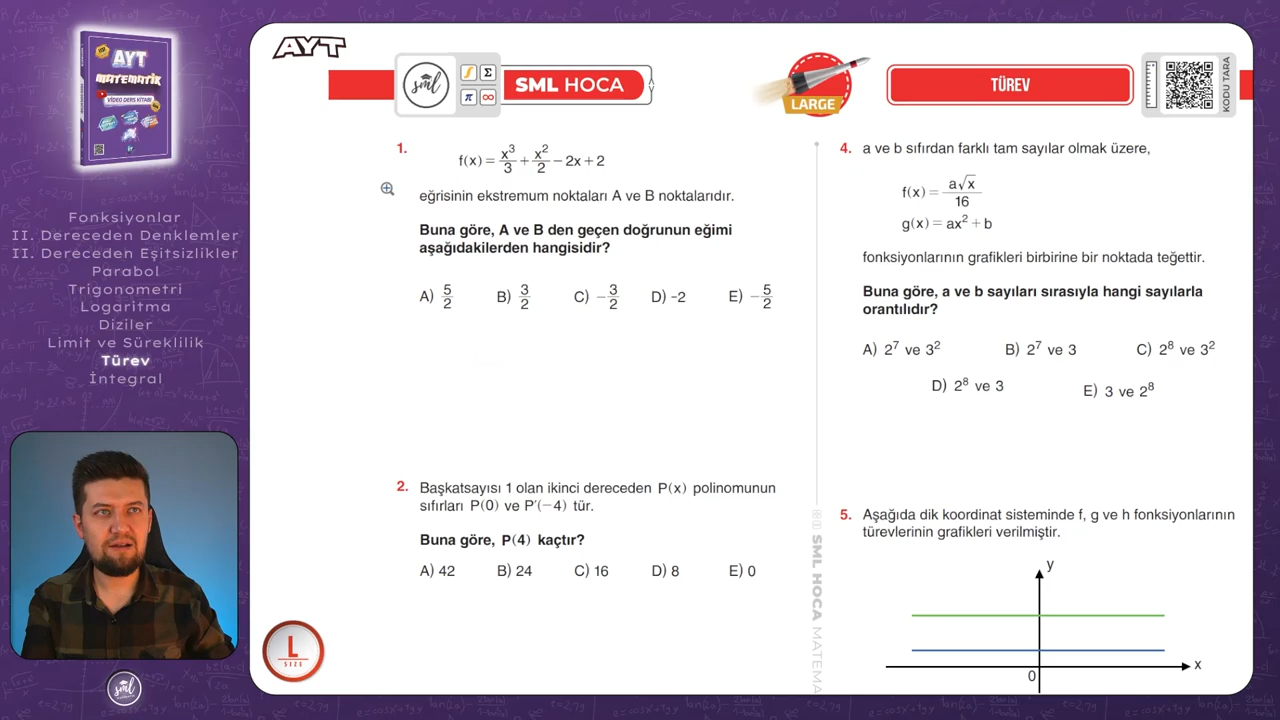 AYT
MATEMATİK
VİDEO DERS KİTABI
Fonksiyonlar
II. Dereceden Denklemler
II. Dereceden Eşitsizlikler
Parabol
Trigonometri
Logaritma
Diziler
Limit ve Süreklilik
Türev
İntegral
sml
AYT
sml
∫ Σ
π ∞
SML HOCA
LARGE
TÜREV
KODU TARA
1.
f(x) = x³/3 + x²/2 − 2x + 2
eğrisinin ekstremum noktaları A ve B noktalarıdır.
Buna göre, A ve B den geçen doğrunun eğimi
aşağıdakilerden hangisidir?
A) 5/2 B) 3/2 C) −3/2 D) -2 E) −5/2
2. Başkatsayısı 1 olan ikinci dereceden P(x) polinomunun
sıfırları P(0) ve P′(−4) tür.
Buna göre, P(4) kaçtır?
A) 42 B) 24 C) 16 D) 8 E) 0
L
SIZE
SML HOCA MATEMA
4. a ve b sıfırdan farklı tam sayılar olmak üzere,
f(x) = a√x/16
g(x) = ax² + b
fonksiyonlarının grafikleri birbirine bir noktada teğettir.
Buna göre, a ve b sayıları sırasıyla hangi sayılarla
orantılıdır?
A) 2⁷ ve 3² B) 2⁷ ve 3 C) 2⁸ ve 3²
D) 2⁸ ve 3 E) 3 ve 2⁸
5. Aşağıda dik koordinat sisteminde f, g ve h fonksiyonlarının
türevlerinin grafikleri verilmiştir.
y
x
0